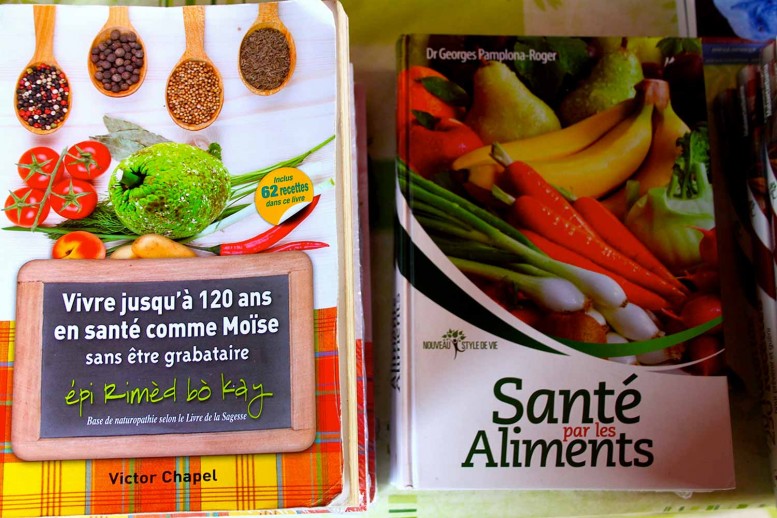 Inclus
62 recettes
dans ce livre
Vivre jusqu'à 120 ans
en santé comme Moïse
sans être grabataire
épi Rimèd bò kay
Base de naturopathie selon le Livre de la Sagesse
Victor Chapel
Dr Georges Pamplona-Roger
NOUVEAU STYLE DE VIE
Santé
par les
Aliments
Aliments